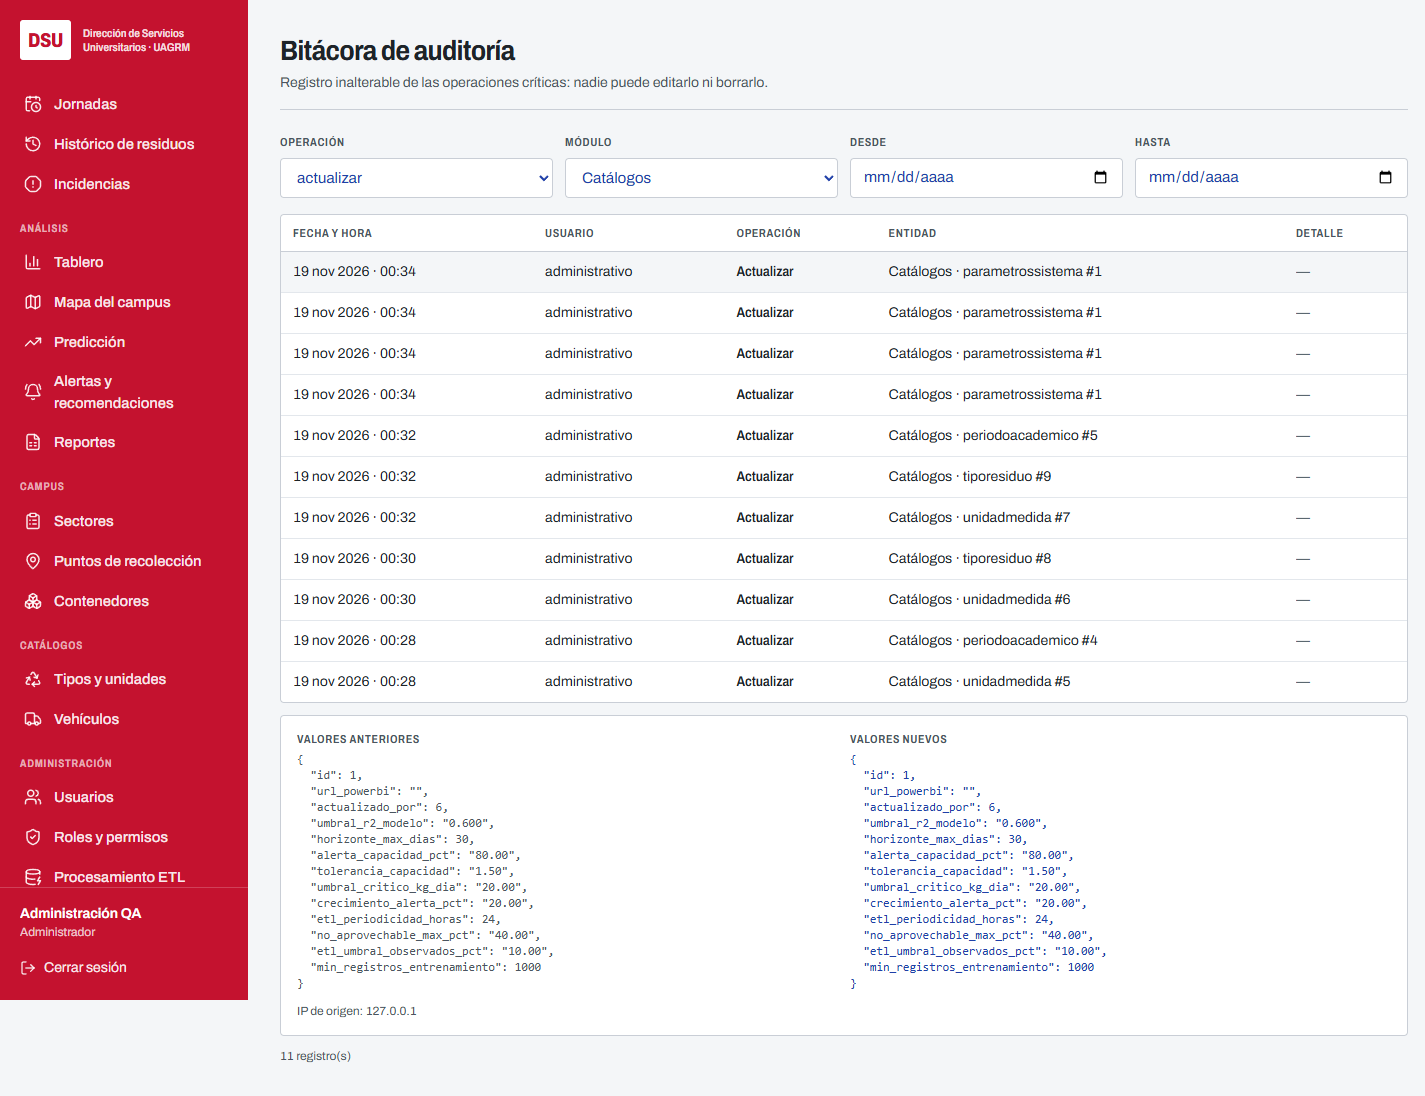 DSU
Dirección de Servicios
Universitarios · UAGRM
Jornadas
Histórico de residuos
Incidencias
ANÁLISIS
Tablero
Mapa del campus
Predicción
Alertas y
recomendaciones
Reportes
CAMPUS
Sectores
Puntos de recolección
Contenedores
CATÁLOGOS
Tipos y unidades
Vehículos
ADMINISTRACIÓN
Usuarios
Roles y permisos
Procesamiento ETL
Administración QA
Administrador
Cerrar sesión
Bitácora de auditoría
Registro inalterable de las operaciones críticas: nadie puede editarlo ni borrarlo.
OPERACIÓN MÓDULO DESDE HASTA
actualizar Catálogos mm/dd/aaaa mm/dd/aaaa
FECHA Y HORA USUARIO OPERACIÓN ENTIDAD DETALLE
19 nov 2026 · 00:34 administrativo Actualizar Catálogos · parametrossistema #1 —
19 nov 2026 · 00:34 administrativo Actualizar Catálogos · parametrossistema #1 —
19 nov 2026 · 00:34 administrativo Actualizar Catálogos · parametrossistema #1 —
19 nov 2026 · 00:34 administrativo Actualizar Catálogos · parametrossistema #1 —
19 nov 2026 · 00:32 administrativo Actualizar Catálogos · periodoacademico #5 —
19 nov 2026 · 00:32 administrativo Actualizar Catálogos · tiporesiduo #9 —
19 nov 2026 · 00:32 administrativo Actualizar Catálogos · unidadmedida #7 —
19 nov 2026 · 00:30 administrativo Actualizar Catálogos · tiporesiduo #8 —
19 nov 2026 · 00:30 administrativo Actualizar Catálogos · unidadmedida #6 —
19 nov 2026 · 00:28 administrativo Actualizar Catálogos · periodoacademico #4 —
19 nov 2026 · 00:28 administrativo Actualizar Catálogos · unidadmedida #5 —
VALORES ANTERIORES
{
"id": 1,
"url_powerbi": "",
"actualizado_por": 6,
"umbral_r2_modelo": "0.600",
"horizonte_max_dias": 30,
"alerta_capacidad_pct": "80.00",
"tolerancia_capacidad": "1.50",
"umbral_critico_kg_dia": "20.00",
"crecimiento_alerta_pct": "20.00",
"etl_periodicidad_horas": 24,
"no_aprovechable_max_pct": "40.00",
"etl_umbral_observados_pct": "10.00",
"min_registros_entrenamiento": 1000
}
VALORES NUEVOS
{
"id": 1,
"url_powerbi": "",
"actualizado_por": 6,
"umbral_r2_modelo": "0.600",
"horizonte_max_dias": 30,
"alerta_capacidad_pct": "80.00",
"tolerancia_capacidad": "1.50",
"umbral_critico_kg_dia": "20.00",
"crecimiento_alerta_pct": "20.00",
"etl_periodicidad_horas": 24,
"no_aprovechable_max_pct": "40.00",
"etl_umbral_observados_pct": "10.00",
"min_registros_entrenamiento": 1000
}
IP de origen: 127.0.0.1
11 registro(s)